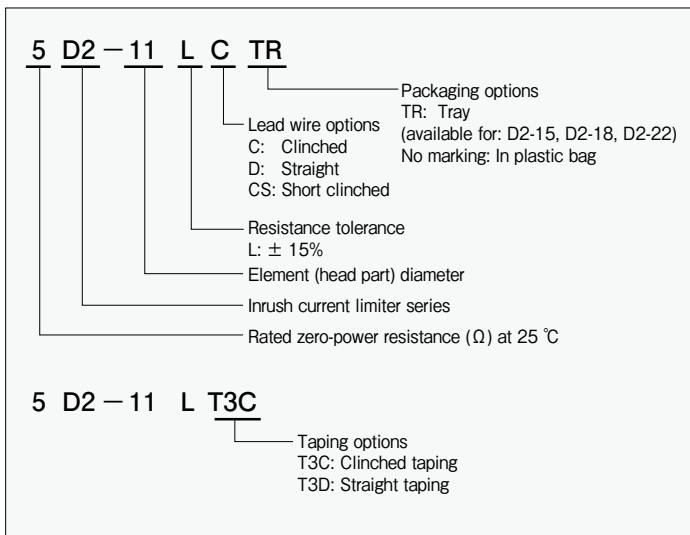 5 D2－11 L C TR
Packaging options
TR: Tray
(available for: D2-15, D2-18, D2-22)
No marking: In plastic bag
Lead wire options
C: Clinched
D: Straight
CS: Short clinched
Resistance tolerance
L: ± 15%
Element (head part) diameter
Inrush current limiter series
Rated zero-power resistance (Ω) at 25 ℃
5 D2－11 L T3C
Taping options
T3C: Clinched taping
T3D: Straight taping